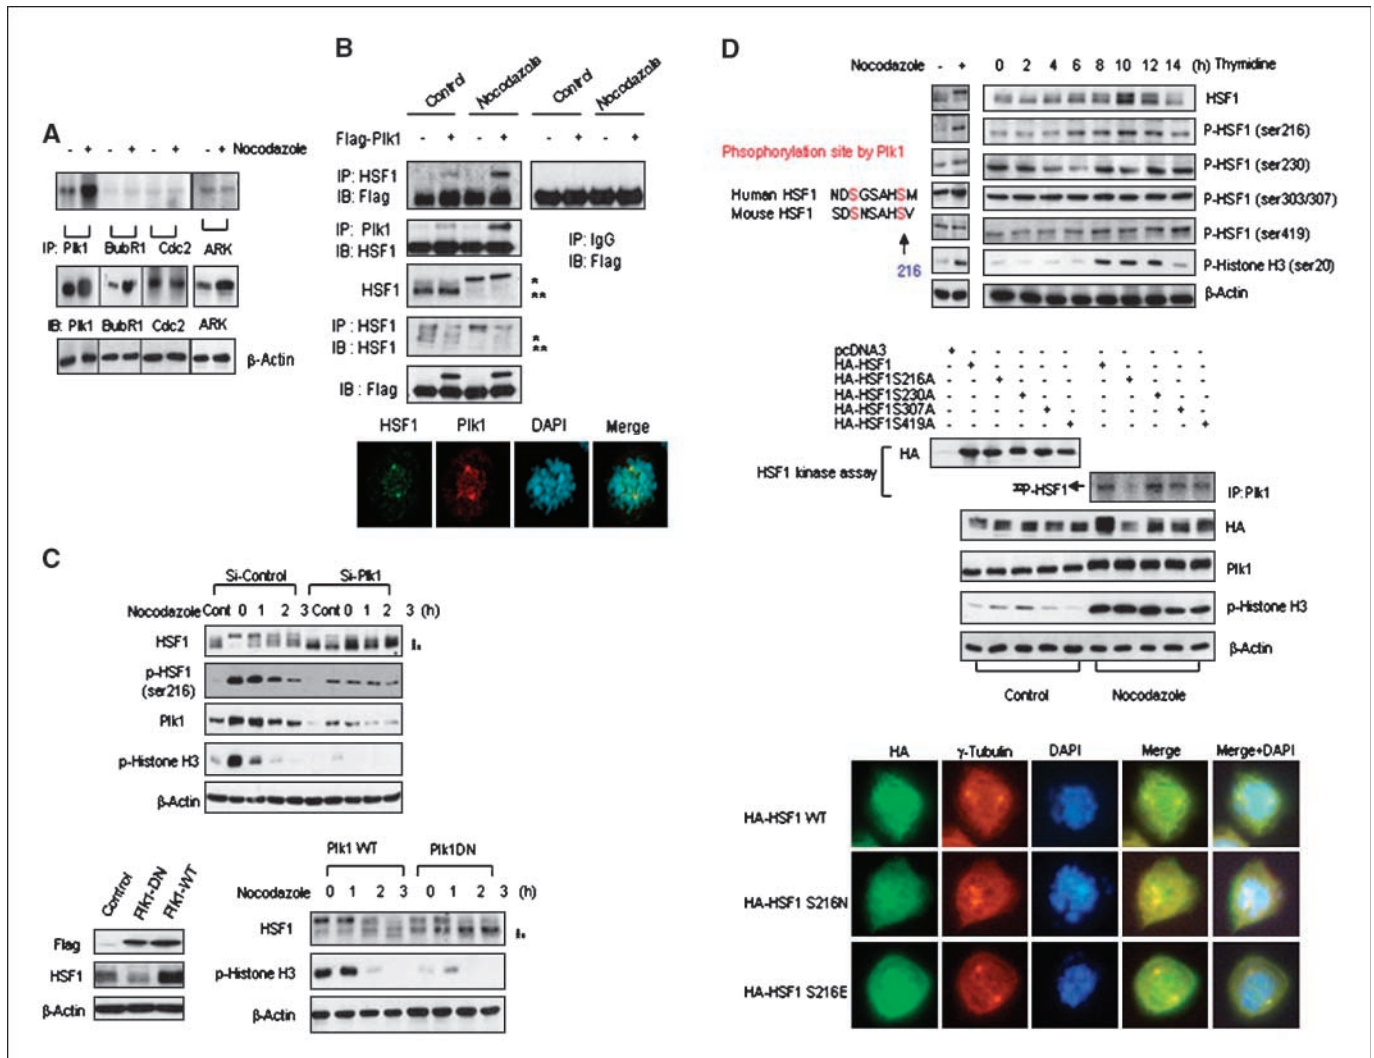 A
- + - + - + - + Nocodazole
IP: Plk1 BubR1 Cdc2 ARK
IB: Plk1 BubR1 Cdc2 ARK
β-Actin
B
Control Nocodazole Control Nocodazole
Flag-Plk1 - + - + - + - +
IP: HSF1
IB: Flag
IP: Plk1
IB: HSF1
IP: IgG
IB: Flag
HSF1
*
**
IP : HSF1
IB : HSF1
*
**
IB : Flag
HSF1 Plk1 DAPI Merge
C
Si-Control Si-Plk1
Nocodazole Cont 0 1 2 3 Cont 0 1 2 3 (h)
HSF1
p-HSF1
(ser216)
Plk1
p-Histone H3
β-Actin
Control Plk1-DN Plk1-WT
Flag
HSF1
β-Actin
Plk1 WT Plk1DN
Nocodazole 0 1 2 3 0 1 2 3 (h)
HSF1
p-Histone H3
β-Actin
D
Nocodazole - + 0 2 4 6 8 10 12 14 (h) Thymidine
HSF1
P-HSF1 (ser216)
P-HSF1 (ser230)
P-HSF1 (ser303/307)
P-HSF1 (ser419)
P-Histone H3 (ser20)
β-Actin
Phsophorylation site by Plk1
Human HSF1 NDSGSAHSM
Mouse HSF1 SDSNSAHSV
216
pcDNA3 + - - - - - - - - - -
HA-HSF1 - + - - - - + - - - -
HA-HSF1S216A - - + - - - - + - - -
HA-HSF1S230A - - - + - - - - + - -
HA-HSF1S307A - - - - + - - - - + -
HA-HSF1S419A - - - - - + - - - - +
HSF1 kinase assay
HA
P-HSF1
IP: Plk1
HA
Plk1
p-Histone H3
β-Actin
Control Nocodazole
HA γ-Tubulin DAPI Merge Merge+DAPI
HA-HSF1 WT
HA-HSF1 S216N
HA-HSF1 S216E